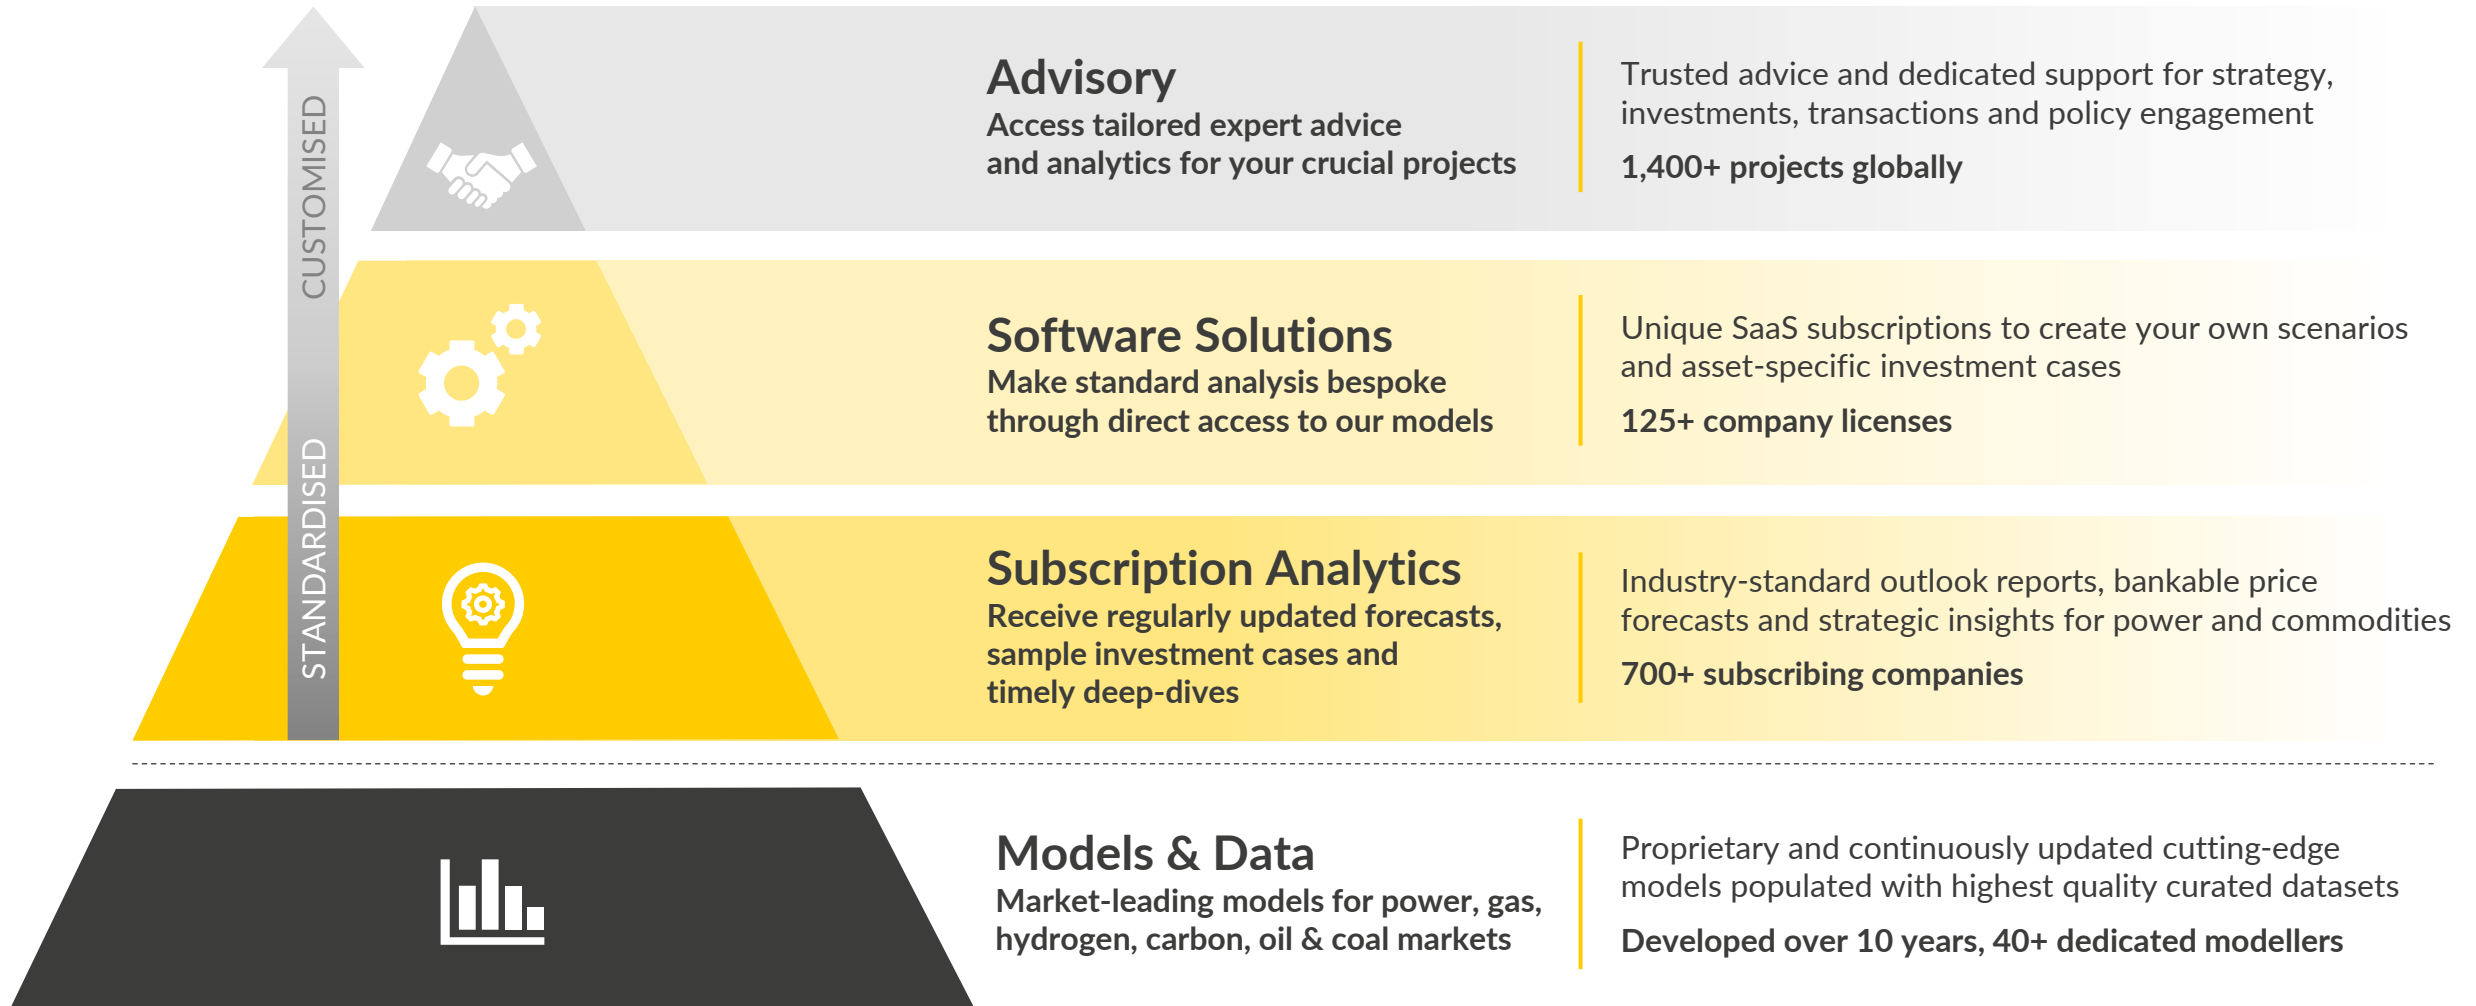 CUSTOMISED
STANDARDISED
Advisory
Access tailored expert advice
and analytics for your crucial projects
Trusted advice and dedicated support for strategy,
investments, transactions and policy engagement
1,400+ projects globally
Software Solutions
Make standard analysis bespoke
through direct access to our models
Unique SaaS subscriptions to create your own scenarios
and asset-specific investment cases
125+ company licenses
Subscription Analytics
Receive regularly updated forecasts,
sample investment cases and
timely deep-dives
Industry-standard outlook reports, bankable price
forecasts and strategic insights for power and commodities
700+ subscribing companies
Models & Data
Market-leading models for power, gas,
hydrogen, carbon, oil & coal markets
Proprietary and continuously updated cutting-edge
models populated with highest quality curated datasets
Developed over 10 years, 40+ dedicated modellers